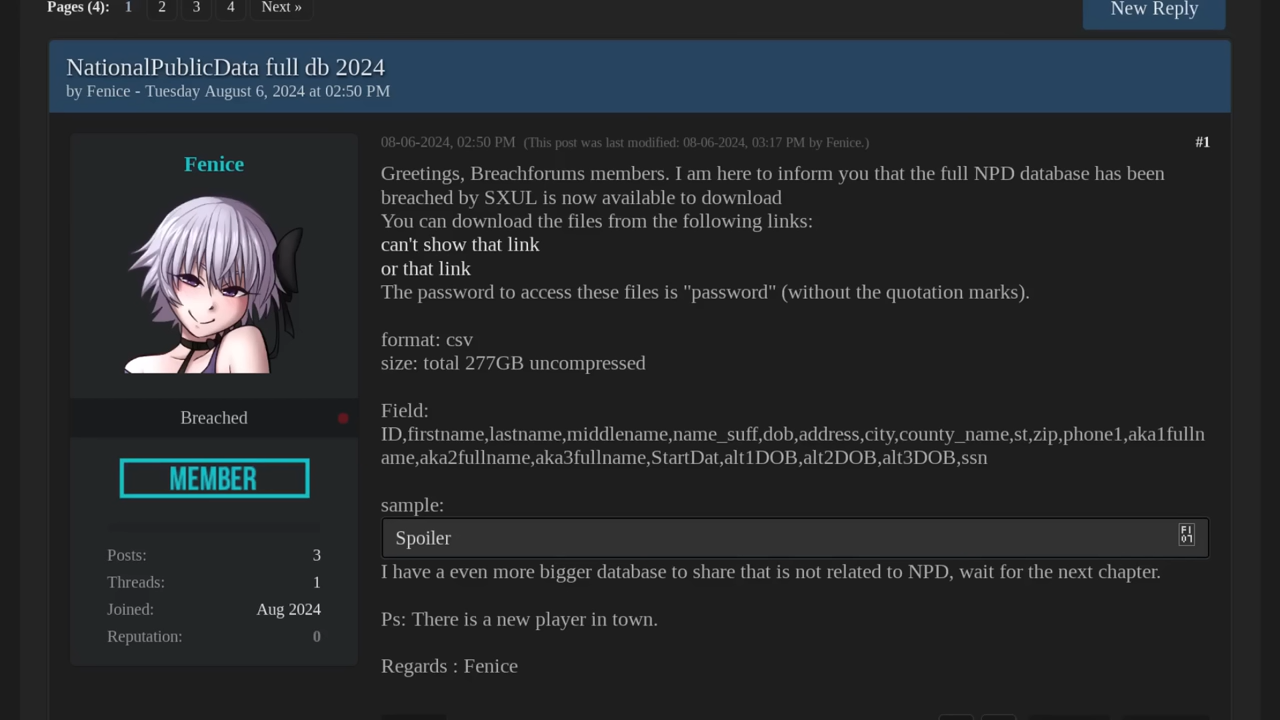 Pages (4): 1 2 3 4 Next »
New Reply
NationalPublicData full db 2024
by Fenice - Tuesday August 6, 2024 at 02:50 PM
Fenice
Breached
MEMBER
Posts: 3
Threads: 1
Joined: Aug 2024
Reputation: 0
08-06-2024, 02:50 PM (This post was last modified: 08-06-2024, 03:17 PM by Fenice.)
#1
Greetings, Breachforums members. I am here to inform you that the full NPD database has been
breached by SXUL is now available to download
You can download the files from the following links:
can't show that link
or that link
The password to access these files is "password" (without the quotation marks).
format: csv
size: total 277GB uncompressed
Field:
ID,firstname,lastname,middlename,name_suff,dob,address,city,county_name,st,zip,phone1,aka1fulln
ame,aka2fullname,aka3fullname,StartDat,alt1DOB,alt2DOB,alt3DOB,ssn
sample:
Spoiler
I have a even more bigger database to share that is not related to NPD, wait for the next chapter.
Ps: There is a new player in town.
Regards : Fenice